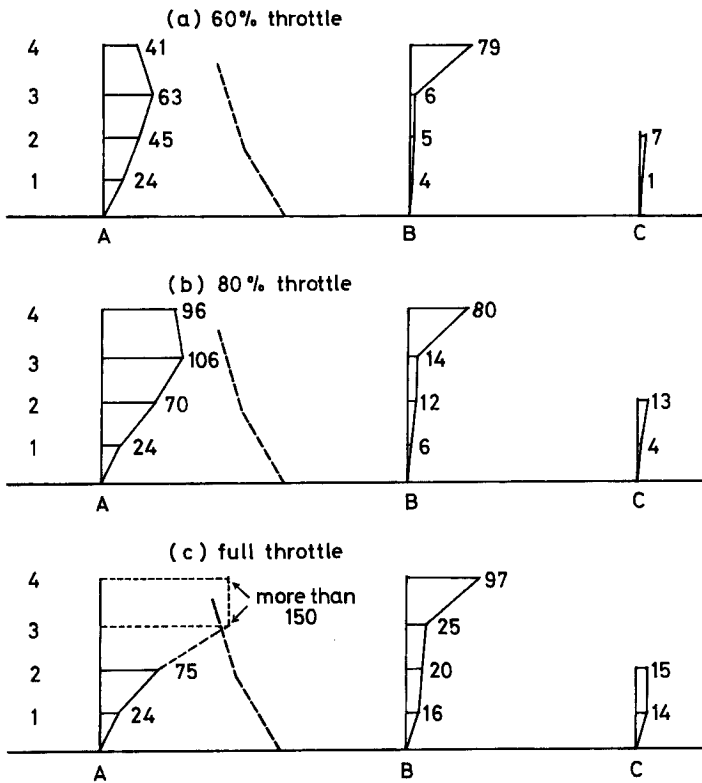 (a) 60% throttle
4 41 79
3 63 6
2 45 5 7
1 24 4 1
A B C
(b) 80% throttle
4 96 80
3 106 14
2 70 12 13
1 24 6 4
A B C
(c) full throttle
4 more than 150 97
3 25
2 75 20 15
1 24 16 14
A B C